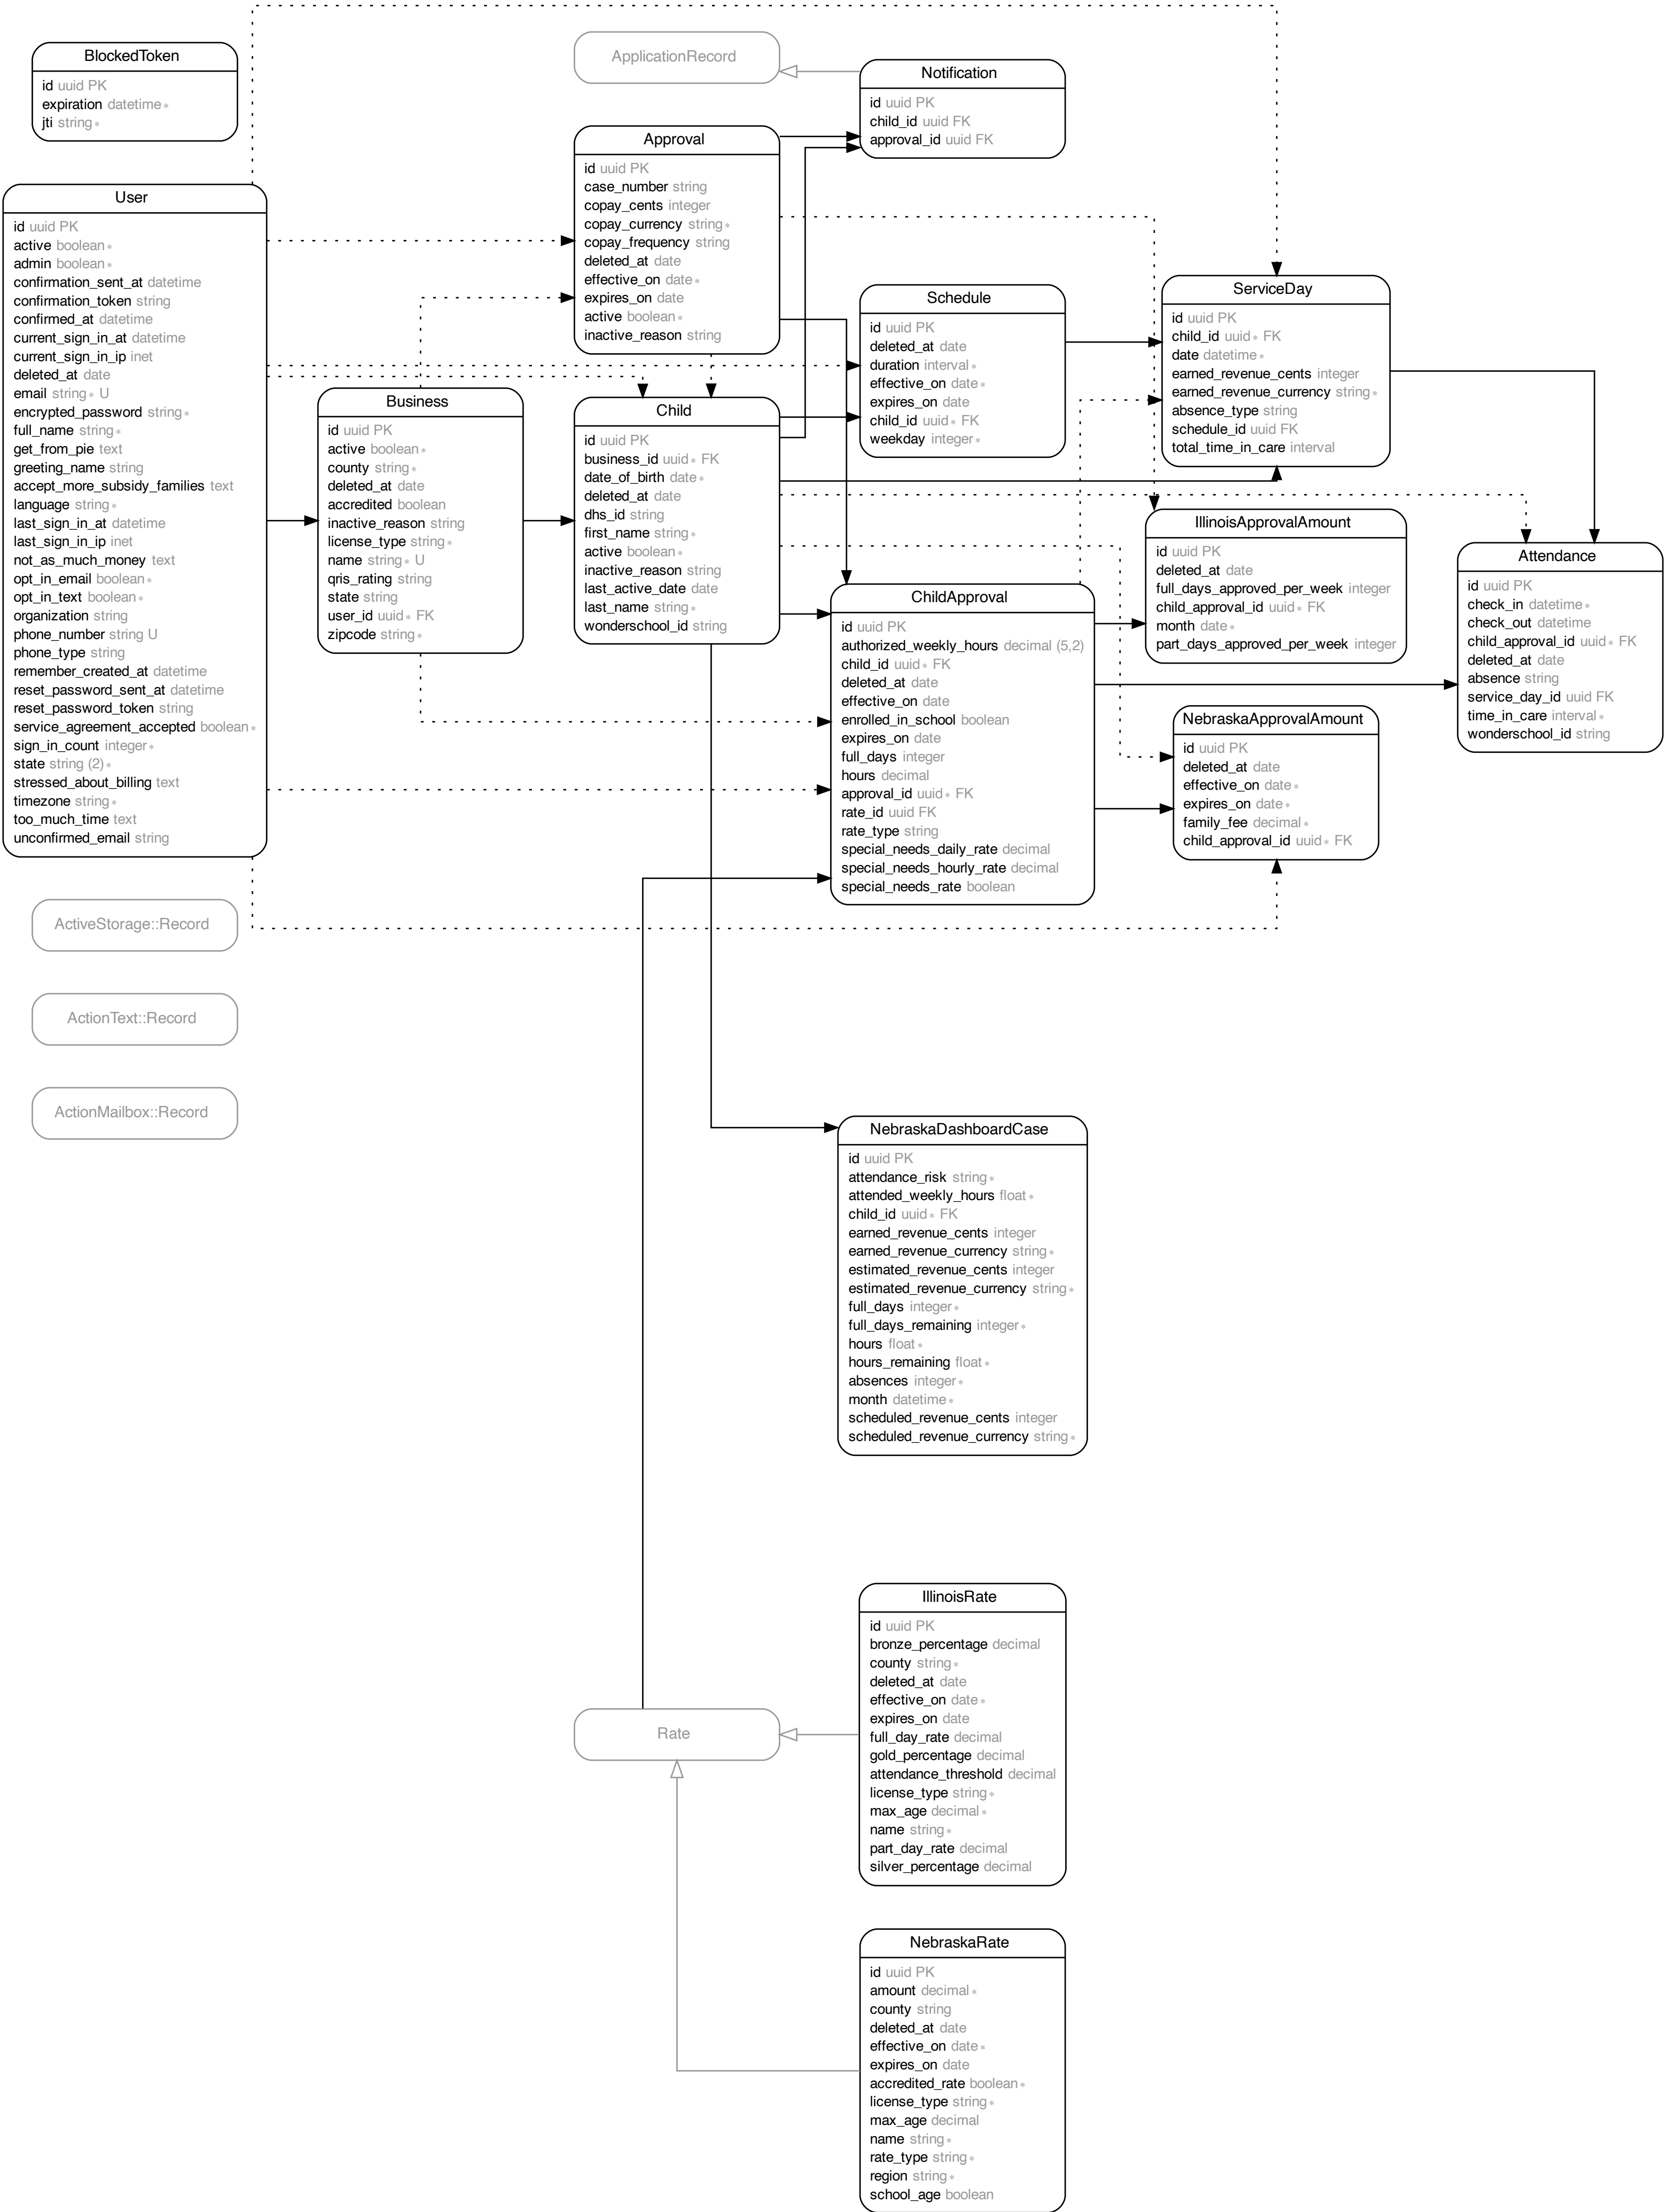 BlockedToken
id uuid PK
expiration datetime ∗
jti string ∗
User
id uuid PK
active boolean ∗
admin boolean ∗
confirmation_sent_at datetime
confirmation_token string
confirmed_at datetime
current_sign_in_at datetime
current_sign_in_ip inet
deleted_at date
email string ∗ U
encrypted_password string ∗
full_name string ∗
get_from_pie text
greeting_name string
accept_more_subsidy_families text
language string ∗
last_sign_in_at datetime
last_sign_in_ip inet
not_as_much_money text
opt_in_email boolean ∗
opt_in_text boolean ∗
organization string
phone_number string U
phone_type string
remember_created_at datetime
reset_password_sent_at datetime
reset_password_token string
service_agreement_accepted boolean ∗
sign_in_count integer ∗
state string (2) ∗
stressed_about_billing text
timezone string ∗
too_much_time text
unconfirmed_email string
ActiveStorage::Record
ActionText::Record
ActionMailbox::Record
Business
id uuid PK
active boolean ∗
county string ∗
deleted_at date
accredited boolean
inactive_reason string
license_type string ∗
name string ∗ U
qris_rating string
state string
user_id uuid ∗ FK
zipcode string ∗
ApplicationRecord
Approval
id uuid PK
case_number string
copay_cents integer
copay_currency string ∗
copay_frequency string
deleted_at date
effective_on date ∗
expires_on date
active boolean ∗
inactive_reason string
Child
id uuid PK
business_id uuid ∗ FK
date_of_birth date ∗
deleted_at date
dhs_id string
first_name string ∗
active boolean ∗
inactive_reason string
last_active_date date
last_name string ∗
wonderschool_id string
Rate
Notification
id uuid PK
child_id uuid FK
approval_id uuid FK
Schedule
id uuid PK
deleted_at date
duration interval ∗
effective_on date ∗
expires_on date
child_id uuid ∗ FK
weekday integer ∗
ChildApproval
id uuid PK
authorized_weekly_hours decimal (5,2)
child_id uuid ∗ FK
deleted_at date
effective_on date
enrolled_in_school boolean
expires_on date
full_days integer
hours decimal
approval_id uuid ∗ FK
rate_id uuid FK
rate_type string
special_needs_daily_rate decimal
special_needs_hourly_rate decimal
special_needs_rate boolean
NebraskaDashboardCase
id uuid PK
attendance_risk string ∗
attended_weekly_hours float ∗
child_id uuid ∗ FK
earned_revenue_cents integer
earned_revenue_currency string ∗
estimated_revenue_cents integer
estimated_revenue_currency string ∗
full_days integer ∗
full_days_remaining integer ∗
hours float ∗
hours_remaining float ∗
absences integer ∗
month datetime ∗
scheduled_revenue_cents integer
scheduled_revenue_currency string ∗
IllinoisRate
id uuid PK
bronze_percentage decimal
county string ∗
deleted_at date
effective_on date ∗
expires_on date
full_day_rate decimal
gold_percentage decimal
attendance_threshold decimal
license_type string ∗
max_age decimal ∗
name string ∗
part_day_rate decimal
silver_percentage decimal
NebraskaRate
id uuid PK
amount decimal ∗
county string
deleted_at date
effective_on date ∗
expires_on date
accredited_rate boolean ∗
license_type string ∗
max_age decimal
name string ∗
rate_type string ∗
region string ∗
school_age boolean
ServiceDay
id uuid PK
child_id uuid ∗ FK
date datetime ∗
earned_revenue_cents integer
earned_revenue_currency string ∗
absence_type string
schedule_id uuid FK
total_time_in_care interval
IllinoisApprovalAmount
id uuid PK
deleted_at date
full_days_approved_per_week integer
child_approval_id uuid ∗ FK
month date ∗
part_days_approved_per_week integer
NebraskaApprovalAmount
id uuid PK
deleted_at date
effective_on date ∗
expires_on date ∗
family_fee decimal ∗
child_approval_id uuid ∗ FK
Attendance
id uuid PK
check_in datetime ∗
check_out datetime
child_approval_id uuid ∗ FK
deleted_at date
absence string
service_day_id uuid FK
time_in_care interval ∗
wonderschool_id string